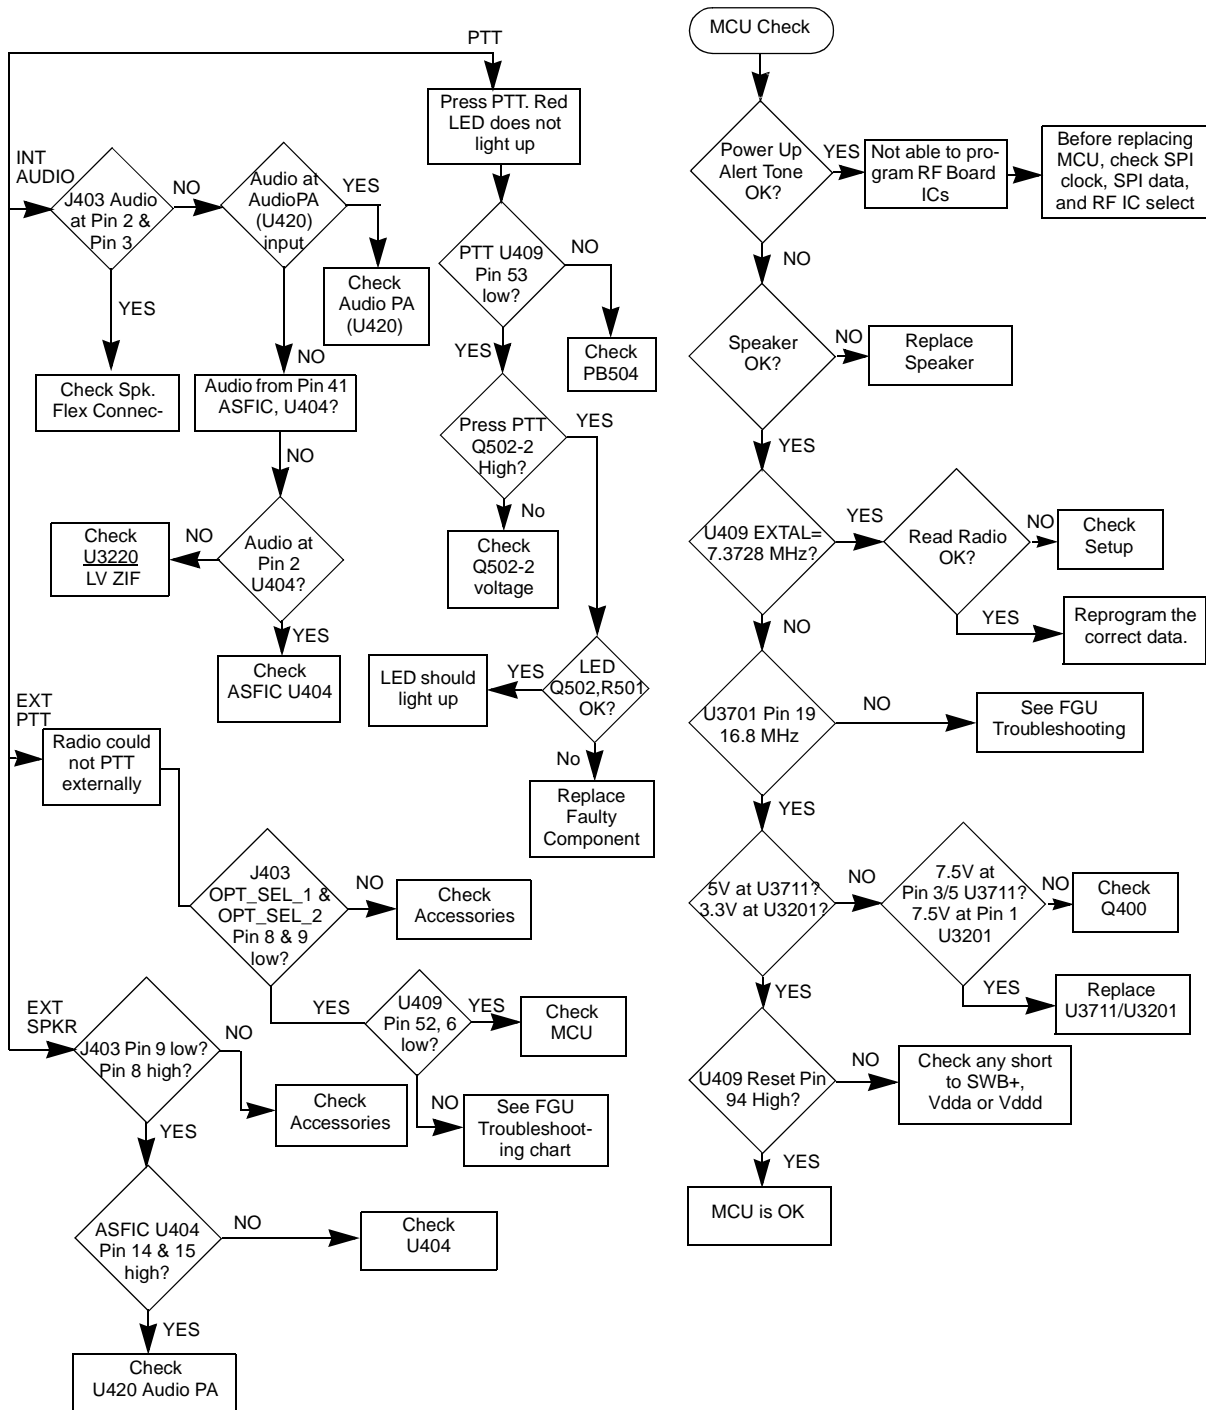 PTT
Press PTT. Red
LED does not
light up
INT
AUDIO
J403 Audio
at Pin 2 &
Pin 3
NO
Audio at
AudioPA
(U420)
input
YES
Check
Audio PA
(U420)
YES
Check Spk.
Flex Connec-
NO
Audio from Pin 41
ASFIC, U404?
NO
Audio at
Pin 2
U404?
NO
Check
U3220
LV ZIF
YES
Check
ASFIC U404
PTT U409
Pin 53
low?
NO
Check
PB504
YES
Press PTT
Q502-2
High?
YES
No
Check
Q502-2
voltage
LED
Q502,R501
OK?
YES
LED should
light up
No
Replace
Faulty
Component
EXT
PTT
Radio could
not PTT
externally
J403
OPT_SEL_1 &
OPT_SEL_2
Pin 8 & 9
low?
NO
Check
Accessories
YES
U409
Pin 52, 6
low?
YES
Check
MCU
NO
See FGU
Troubleshoot-
ing chart
EXT
SPKR
J403 Pin 9 low?
Pin 8 high?
NO
Check
Accessories
YES
ASFIC U404
Pin 14 & 15
high?
NO
Check
U404
YES
Check
U420 Audio PA
MCU Check
Power Up
Alert Tone
OK?
YES
Not able to pro-
gram RF Board
ICs
Before replacing
MCU, check SPI
clock, SPI data,
and RF IC select
NO
Speaker
OK?
NO
Replace
Speaker
YES
U409 EXTAL=
7.3728 MHz?
YES
Read Radio
OK?
NO
Check
Setup
YES
Reprogram the
correct data.
NO
U3701 Pin 19
16.8 MHz
NO
See FGU
Troubleshooting
YES
5V at U3711?
3.3V at U3201?
NO
7.5V at
Pin 3/5 U3711?
7.5V at Pin 1
U3201
NO
Check
Q400
YES
Replace
U3711/U3201
YES
U409 Reset Pin
94 High?
NO
Check any short
to SWB+,
Vdda or Vddd
YES
MCU is OK